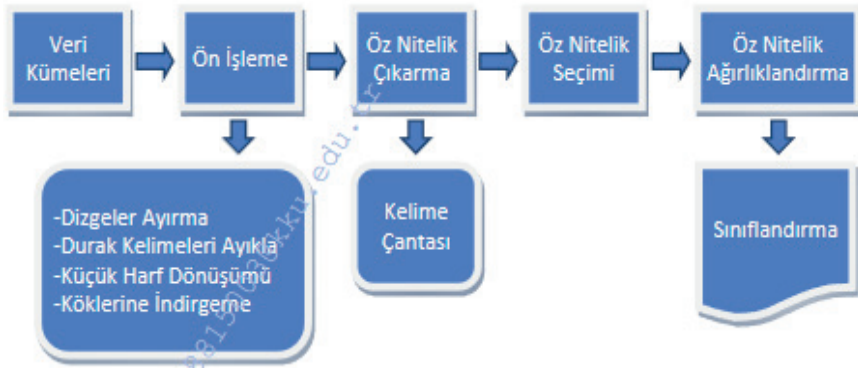 Veri
Kümeleri
Ön İşleme
Öz Nitelik
Çıkarma
Öz Nitelik
Seçimi
Öz Nitelik
Ağırlıklandırma
-Dizgeler Ayırma
-Durak Kelimeleri Ayıkla
-Küçük Harf Dönüşümü
-Köklerine İndirgeme
Kelime
Çantası
Sınıflandırma